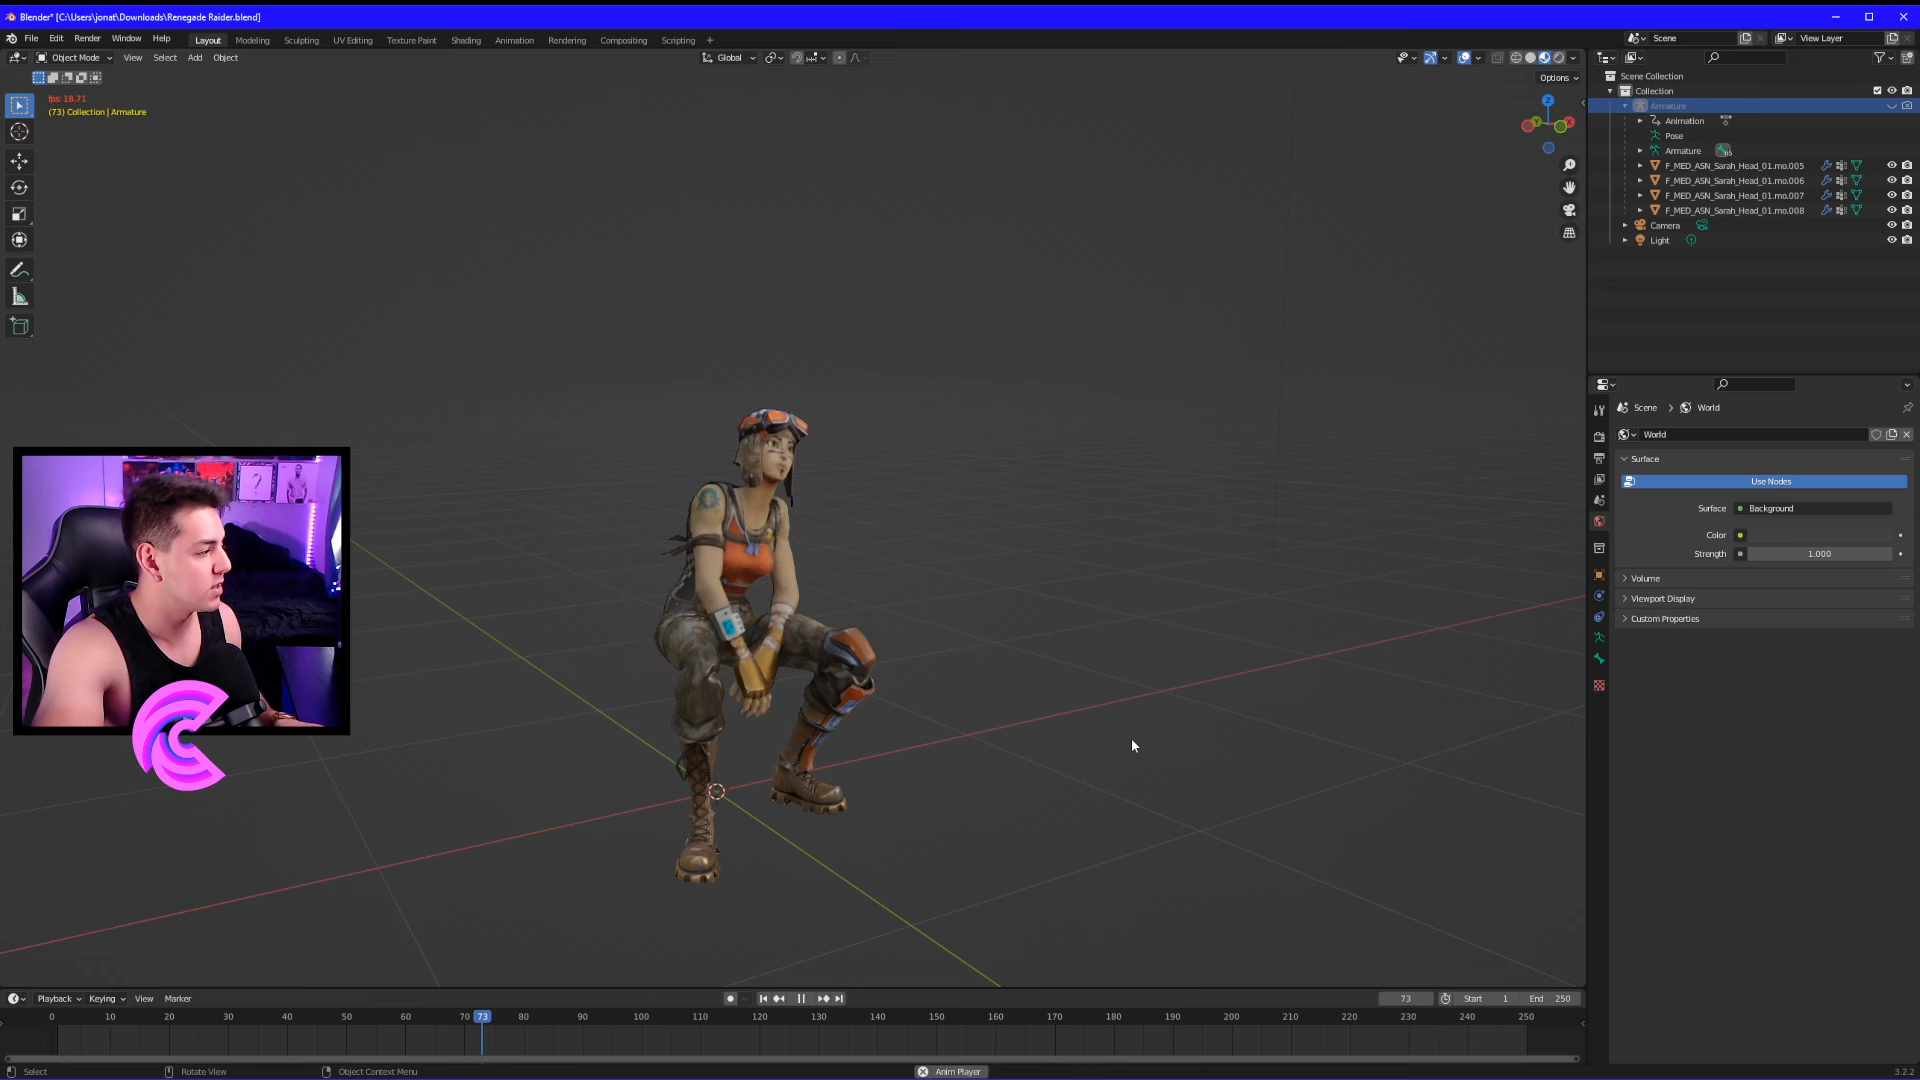 Blender* [C:\Users\jonat\Downloads\Renegade Raider.blend]
File Edit Render Window Help Layout Modeling Sculpting UV Editing Texture Paint Shading Animation Rendering Compositing Scripting +
Scene View Layer
Object Mode View Select Add Object Global
Options
fps: 18.71
(73) Collection | Armature
Z
Y
X
Scene Collection
Collection
Armature
Animation
Pose
Armature 65
F_MED_ASN_Sarah_Head_01.mo.005
F_MED_ASN_Sarah_Head_01.mo.006
F_MED_ASN_Sarah_Head_01.mo.007
F_MED_ASN_Sarah_Head_01.mo.008
Camera
Light
Scene > World
World
Surface
Use Nodes
Surface Background
Color
Strength 1.000
Volume
Viewport Display
Custom Properties
Playback Keying View Marker 73 Start 1 End 250
0 10 20 30 40 50 60 70 73 80 90 100 110 120 130 140 150 160 170 180 190 200 210 220 230 240 250
Select Rotate View Object Context Menu Anim Player 3.2.2